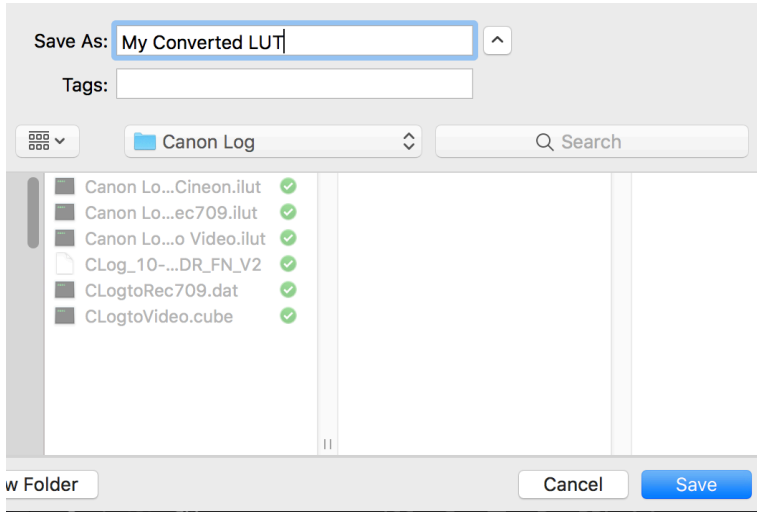 Save As: My Converted LUT
Tags:
Canon Log
Search
Canon Lo...Cineon.ilut
Canon Lo...ec709.ilut
Canon Lo...o Video.ilut
CLog_10-...DR_FN_V2
CLogtoRec709.dat
CLogtoVideo.cube
w Folder
Cancel
Save